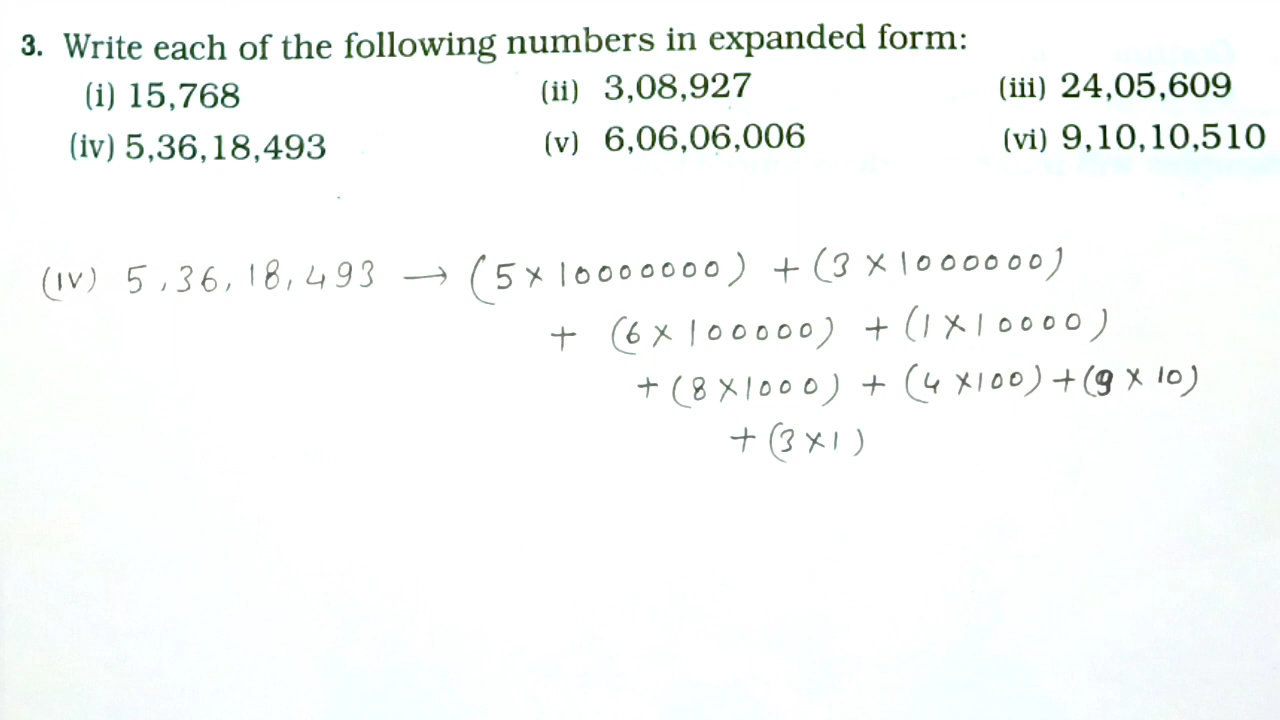 3. Write each of the following numbers in expanded form:
(i) 15,768 (ii) 3,08,927 (iii) 24,05,609
(iv) 5,36,18,493 (v) 6,06,06,006 (vi) 9,10,10,510
(iv) 5,36,18,493 → (5 × 10000000) + (3 × 1000000)
+ (6 × 100000) + (1 × 10000)
+ (8 × 1000) + (4 × 100) + (9 × 10)
+ (3 × 1)